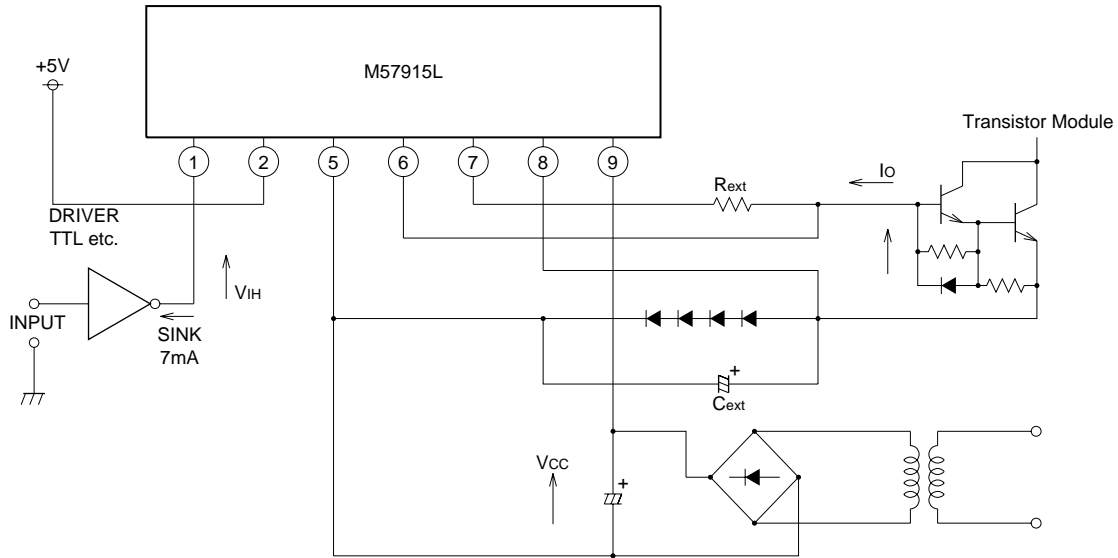 M57915L
+5V
1 2 5 6 7 8 9
Transistor Module
Rext
IO
DRIVER
TTL etc.
VIH
INPUT
SINK
7mA
+
Cext
VCC
+